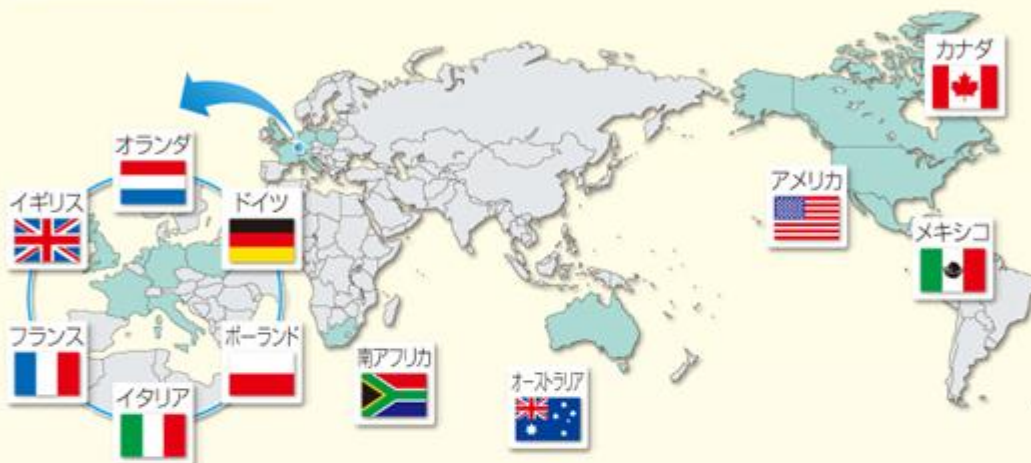 カナダ
オランダ
アメリカ
イギリス
ドイツ
メキシコ
フランス
ポーランド
南アフリカ
オーストラリア
イタリア